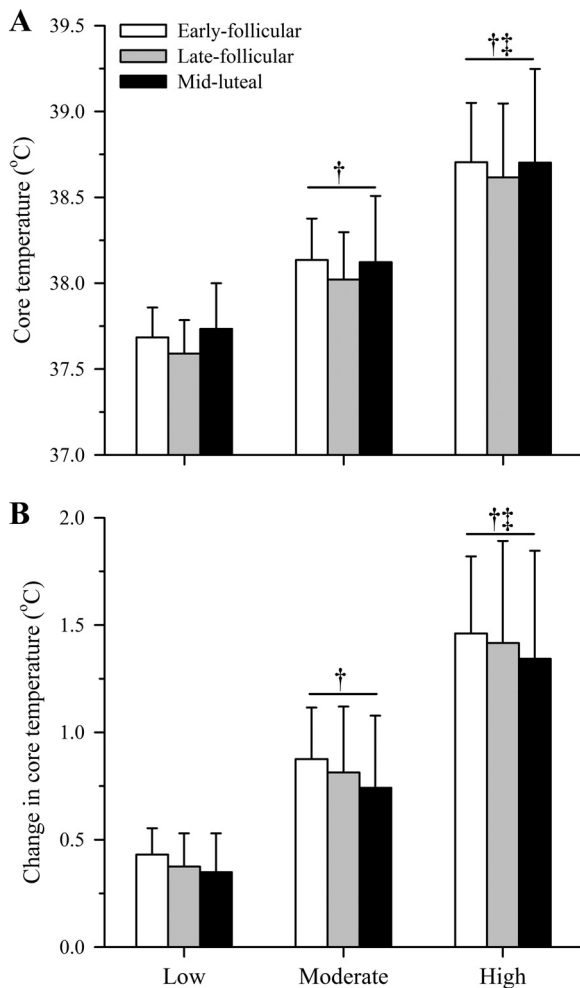 A
Early-follicular
Late-follicular
Mid-luteal
Core temperature (°C)
39.5
39.0
38.5
38.0
37.5
37.0
†
†‡
B
Change in core temperature (°C)
2.0
1.5
1.0
0.5
0.0
†
†‡
Low Moderate High